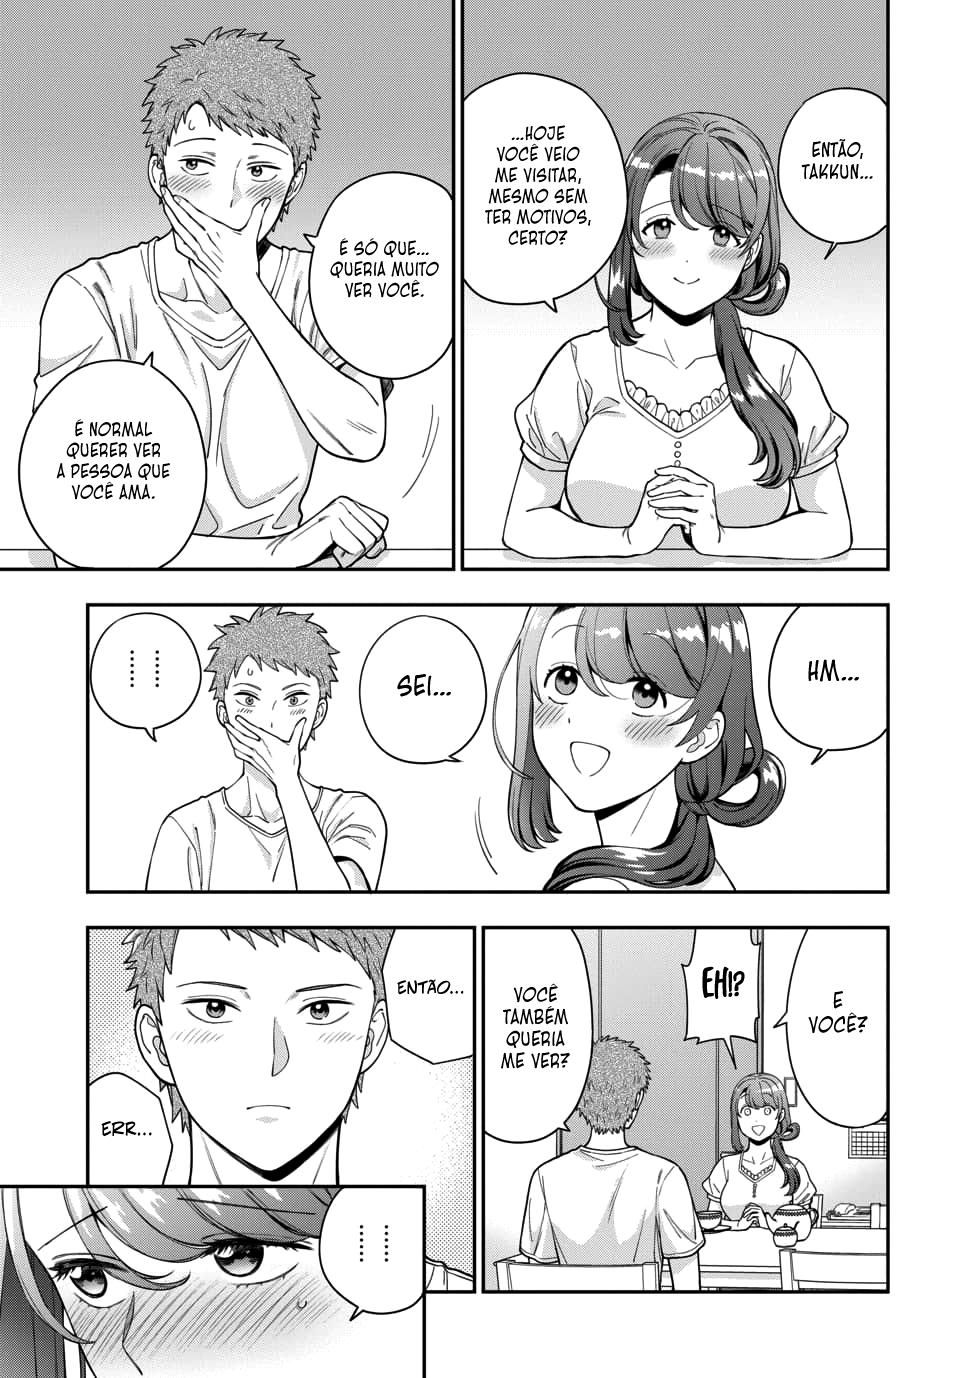 ENTÃO,
TAKKUN...
...HOJE
VOCÊ VEIO
ME VISITAR,
MESMO SEM
TER MOTIVOS,
CERTO?
É SÓ QUE...
QUERIA MUITO
VER VOCÊ.
É NORMAL
QUERER VER
A PESSOA QUE
VOCÊ AMA.
HM...
SEI...
......
......
E
VOCÊ?
EH!?
VOCÊ
TAMBÉM
QUERIA
ME VER?
ENTÃO...
ERR...
......
......